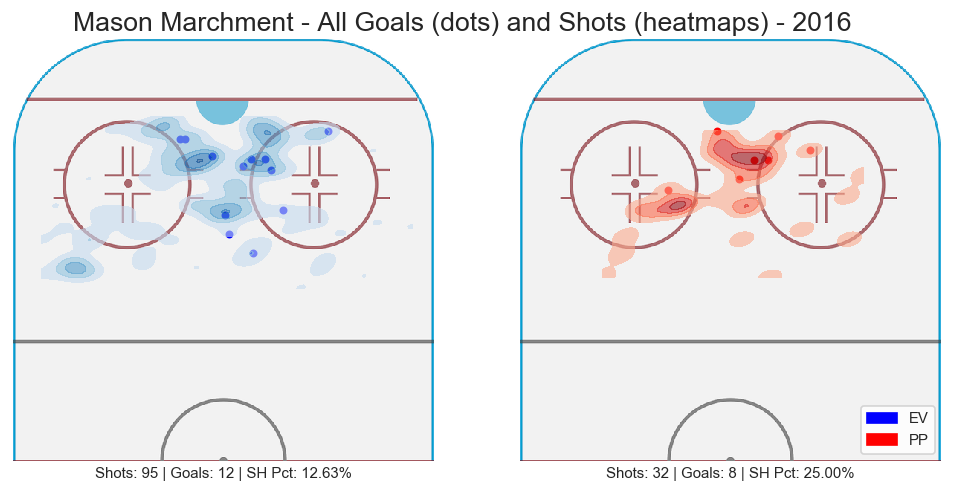 Mason Marchment - All Goals (dots) and Shots (heatmaps) - 2016
EV
PP
Shots: 95 | Goals: 12 | SH Pct: 12.63%
Shots: 32 | Goals: 8 | SH Pct: 25.00%